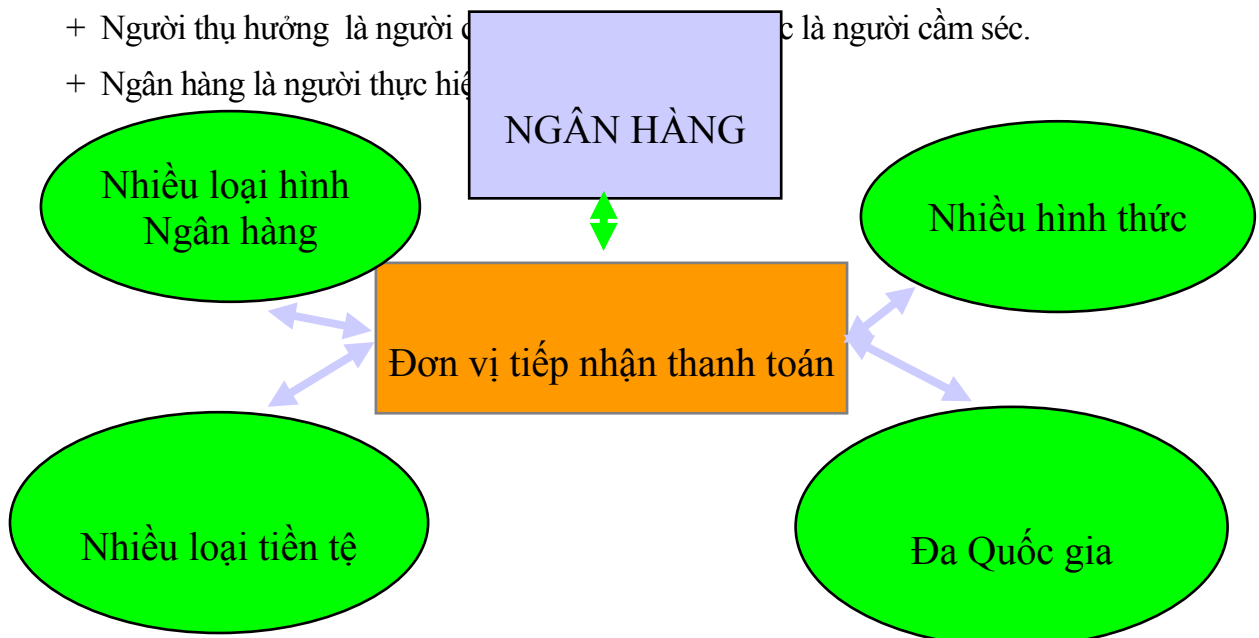 + Người thụ hưởng là người c là người cầm séc.
+ Ngân hàng là người thực hiệ
NGÂN HÀNG
Nhiều loại hình
Ngân hàng
Nhiều hình thức
Đơn vị tiếp nhận thanh toán
Nhiều loại tiền tệ
Đa Quốc gia